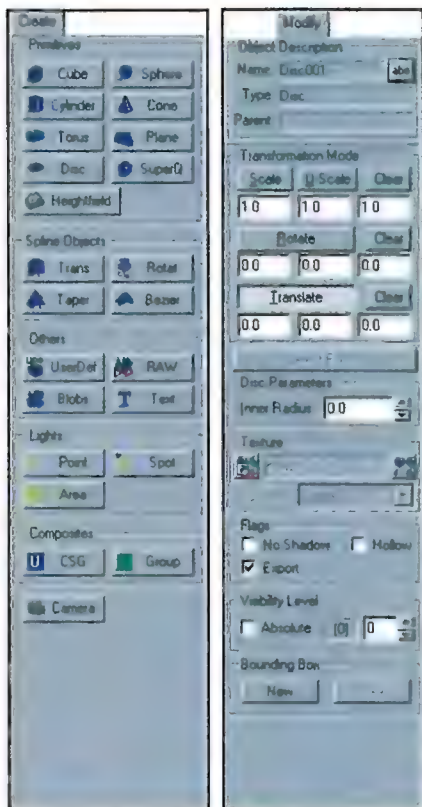 Create
Primitives
Cube Sphere
Cylinder Cone
Torus Plane
Disc SuperQ
Heightfield
Spline Objects
Trans Rotat
Taper Bezier
Others
UserDef RAW
Blobs Text
Lights
Point Spot
Area
Composites
U CSG Group
Camera
Modify
Object Description
Name Disc001 abc
Type Disc
Parent
Transformation Mode
Scale U Scale Clear
1.0 1.0 1.0
Rotate Clear
0.0 0.0 0.0
Translate Clear
0.0 0.0 0.0
Disc Parameters
Inner Radius 0.0
Texture
Flags
No Shadow Hollow
Export
Visibility Level
Absolute [0] 0
Bounding Box
New